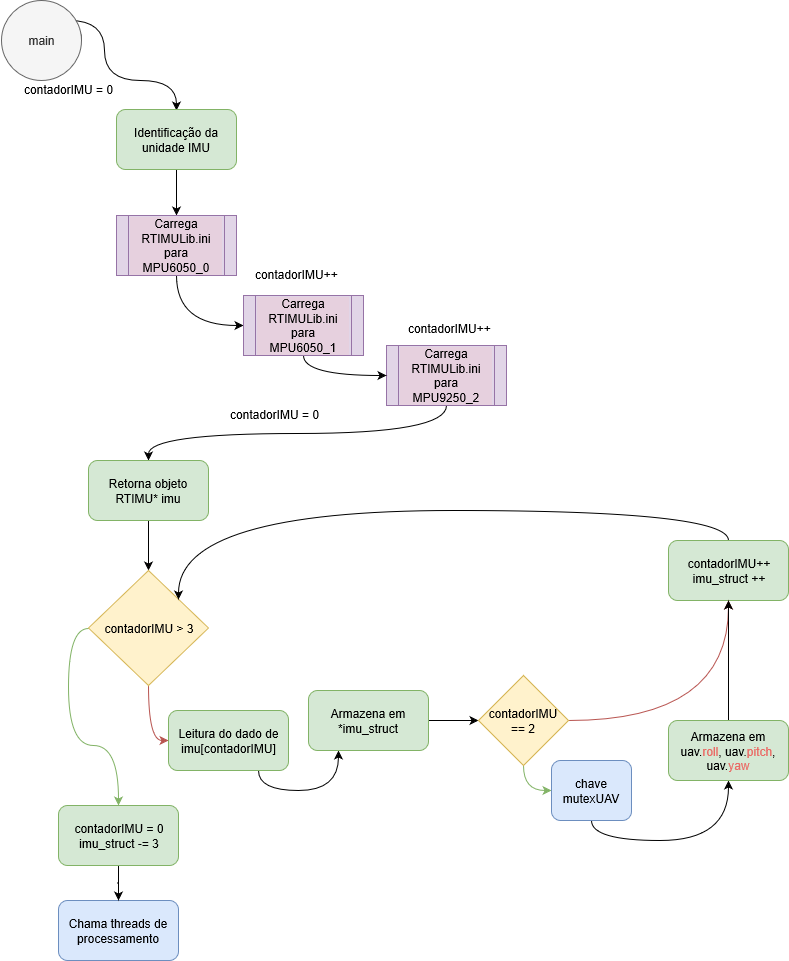 main
contadorIMU = 0
Identificação da
unidade IMU
Carrega
RTIMULib.ini
para
MPU6050_0
contadorIMU++
Carrega
RTIMULib.ini
para
MPU6050_1
contadorIMU++
Carrega
RTIMULib.ini
para
MPU9250_2
contadorIMU = 0
Retorna objeto
RTIMU* imu
contadorIMU > 3
Leitura do dado de
imu[contadorIMU]
Armazena em
*imu_struct
contadorIMU
== 2
chave
mutexUAV
Armazena em
uav.roll, uav.pitch,
uav.yaw
contadorIMU++
imu_struct ++
contadorIMU = 0
imu_struct -= 3
Chama threads de
processamento